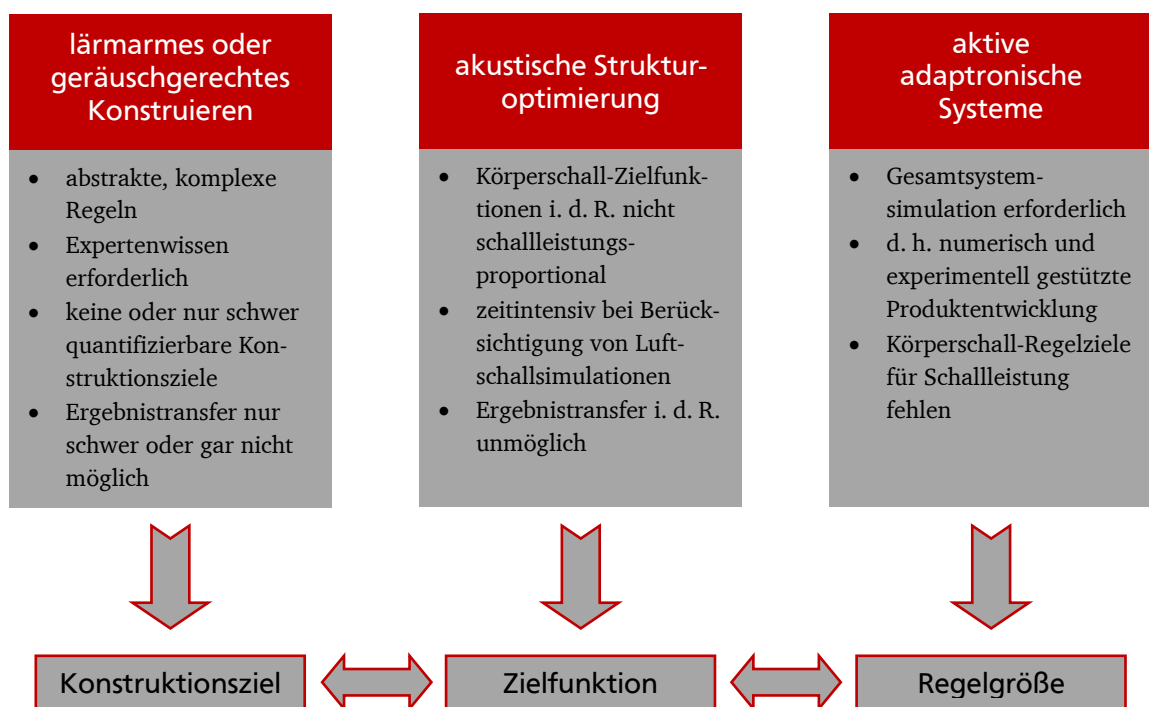 lärmarmes oder
geräuschgerechtes
Konstruieren
• abstrakte, komplexe
Regeln
• Expertenwissen
erforderlich
• keine oder nur schwer
quantifizierbare Kon-
struktionsziele
• Ergebnistransfer nur
schwer oder gar nicht
möglich
akustische Struktur-
optimierung
• Körperschall-Zielfunk-
tionen i. d. R. nicht
schallleistungs-
proportional
• zeitintensiv bei Berück-
sichtigung von Luft-
schallsimulationen
• Ergebnistransfer i. d. R.
unmöglich
aktive
adaptronische
Systeme
• Gesamtsystem-
simulation erforderlich
• d. h. numerisch und
experimentell gestützte
Produktentwicklung
• Körperschall-Regelziele
für Schallleistung
fehlen
Konstruktionsziel
Zielfunktion
Regelgröße